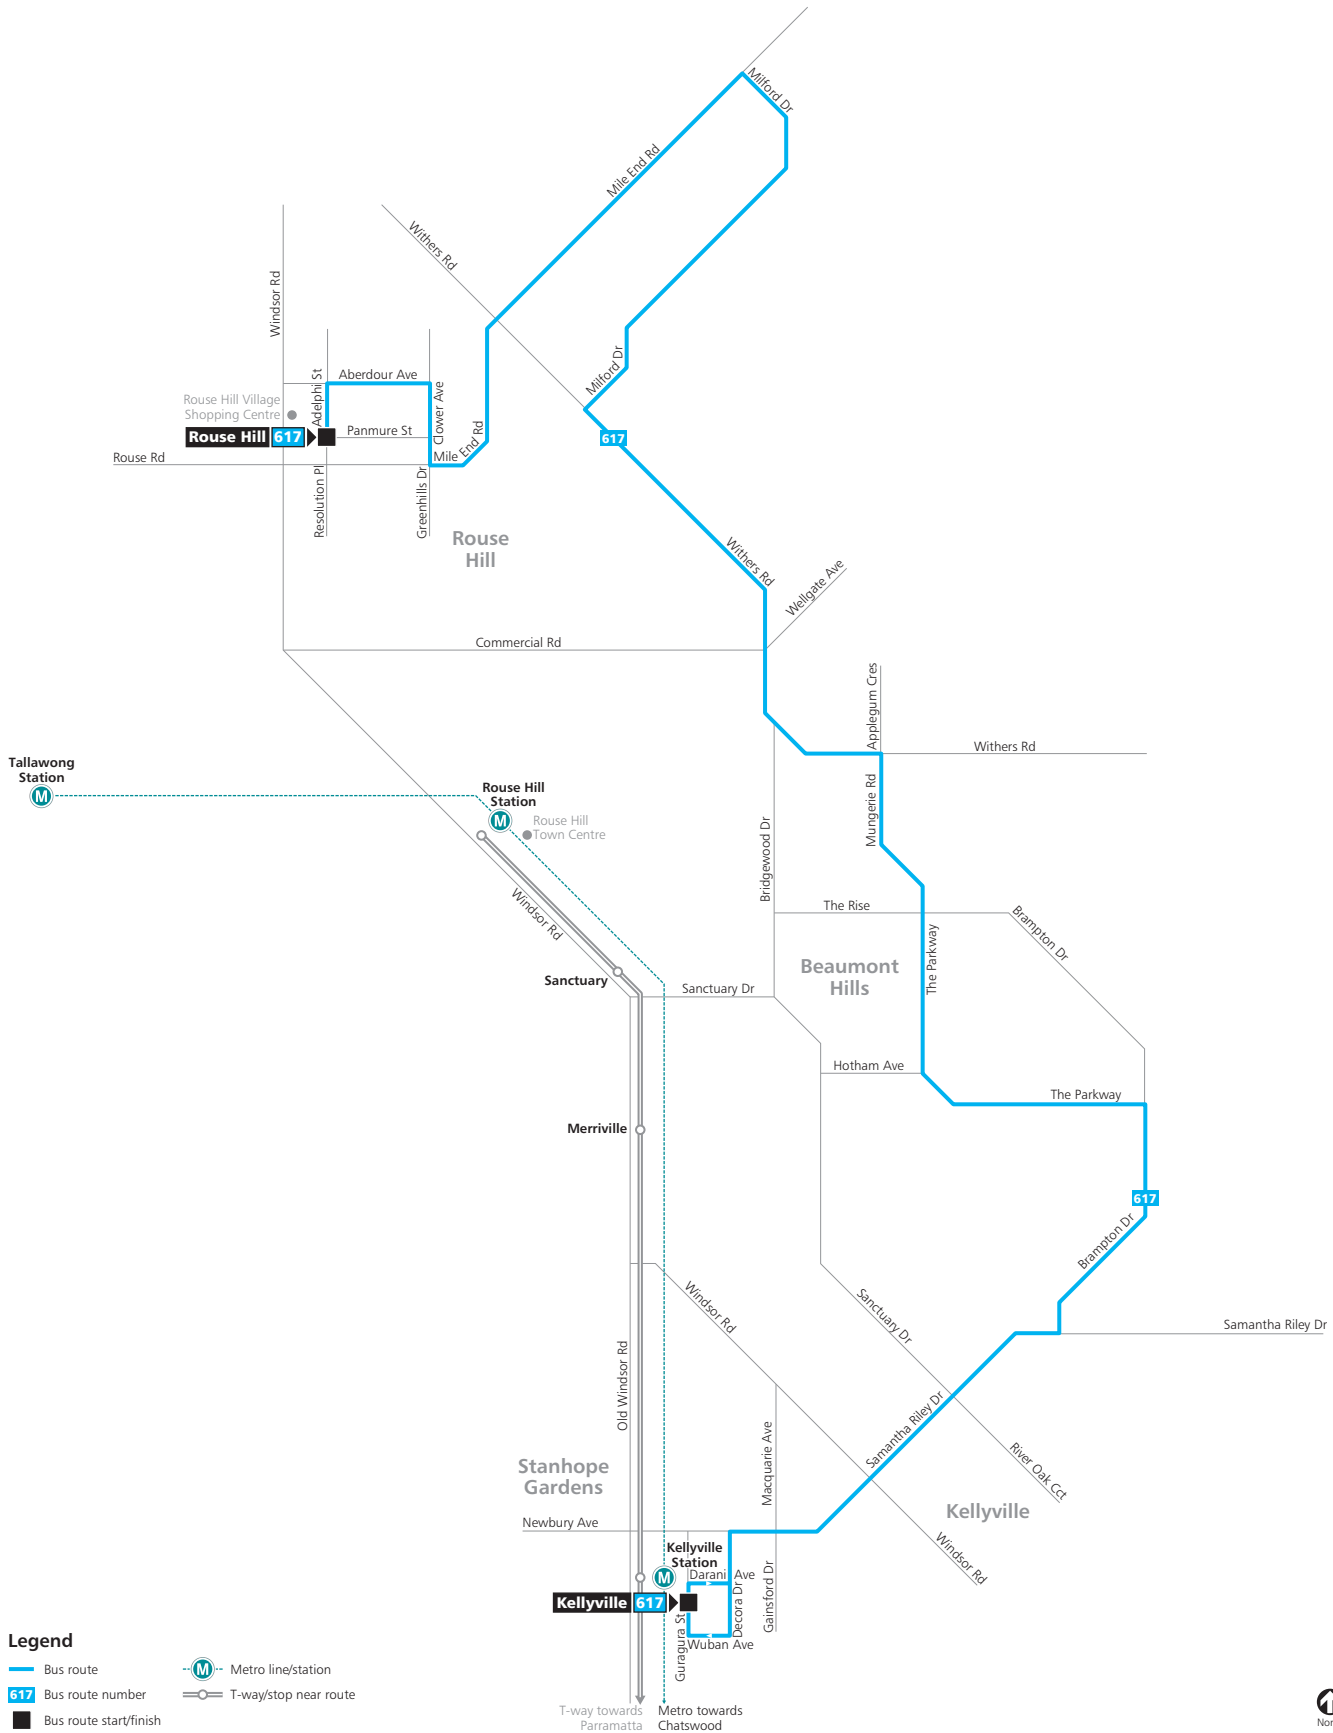 Milford Dr
Mile End Rd
Withers Rd
Windsor Rd
Milford Dr
Aberdour Ave
Adelphi St
Clower Ave
Rouse Hill Village
Shopping Centre
Rouse Hill 617
Panmure St
617
Mile End Rd
Rouse Rd
Resolution Pl
Greenhills Dr
Rouse
Hill
Withers Rd
Wellgate Ave
Commercial Rd
Applegum Cres
Withers Rd
Tallawong
Station
M
Rouse Hill
Station
M
Rouse Hill
Town Centre
Mungerie Rd
Bridgewood Dr
Windsor Rd
The Rise
Brampton Dr
The Parkway
Beaumont
Hills
Sanctuary
Sanctuary Dr
Hotham Ave
The Parkway
Merriville
617
Brampton Dr
Windsor Rd
Sanctuary Dr
Samantha Riley Dr
Old Windsor Rd
Samantha Riley Dr
Macquarie Ave
River Oak Cct
Stanhope
Gardens
Kellyville
Newbury Ave
Windsor Rd
Kellyville
Station
M
Darani Ave
Kellyville 617
Decora Dr
Gainsford Dr
Guragura St
Wuban Ave
Legend
Bus route
M Metro line/station
617 Bus route number
T-way/stop near route
Bus route start/finish
T-way towards
Parramatta
Metro towards
Chatswood